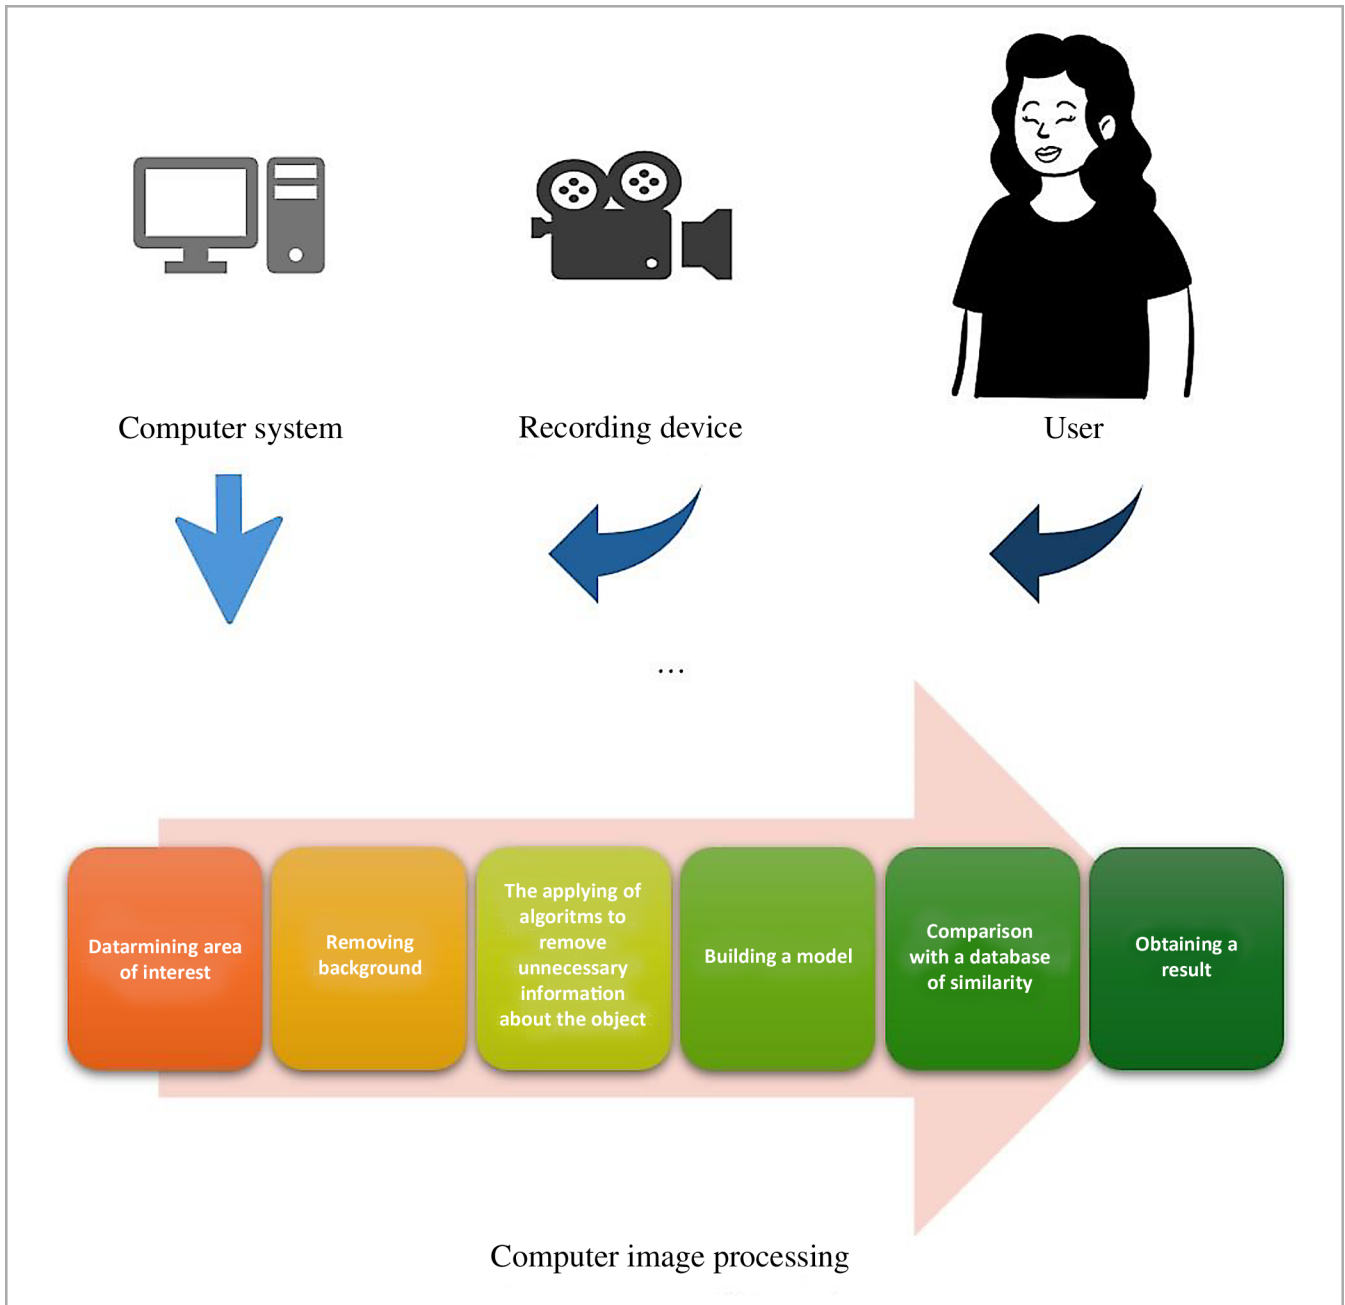 Computer system
Recording device
User
...
Datarmining area
of interest
Removing
background
The applying of
algoritms to
remove
unnecessary
information
about the object
Building a model
Comparison
with a database
of similarity
Obtaining a
result
Computer image processing